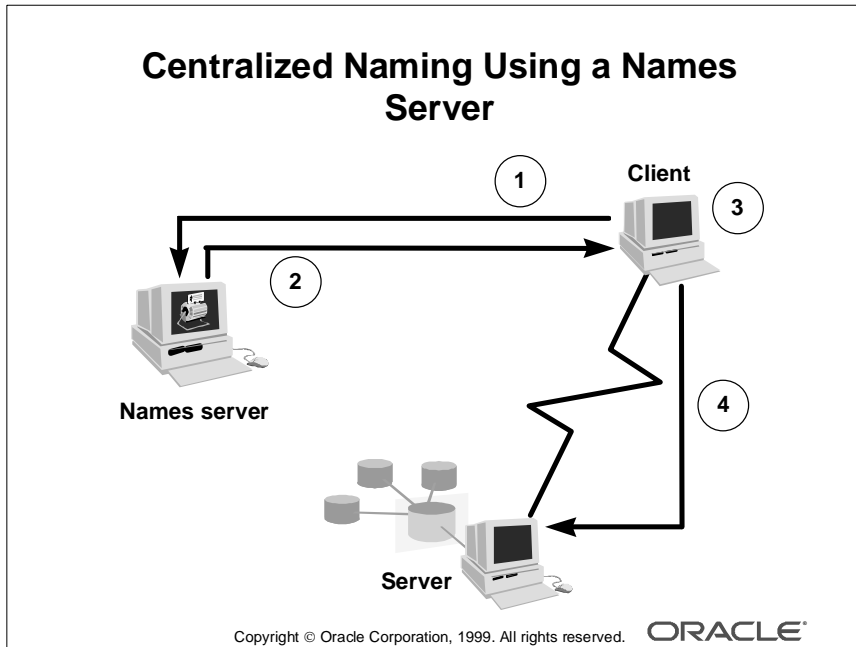 Centralized Naming Using a Names
Server
1
Client
3
2
Names server
4
Server
Copyright © Oracle Corporation, 1999. All rights reserved.
ORACLE®